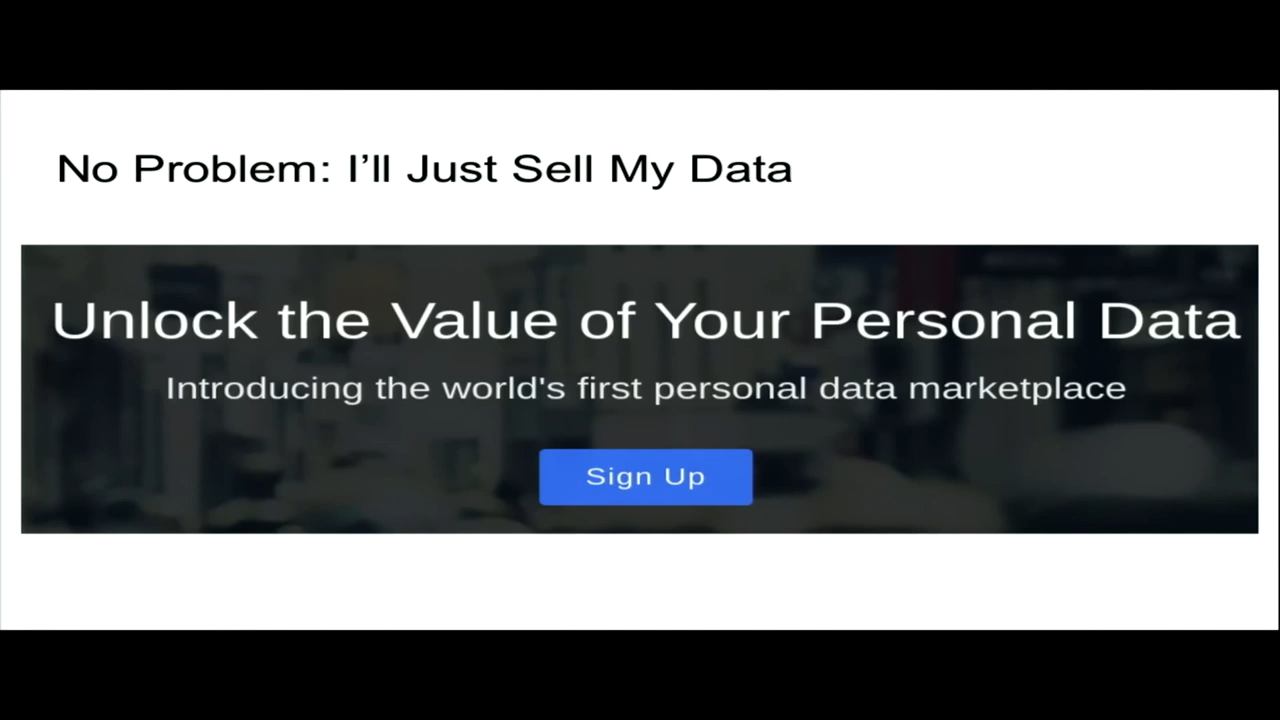 No Problem: I’ll Just Sell My Data
Unlock the Value of Your Personal Data
Introducing the world's first personal data marketplace
Sign Up